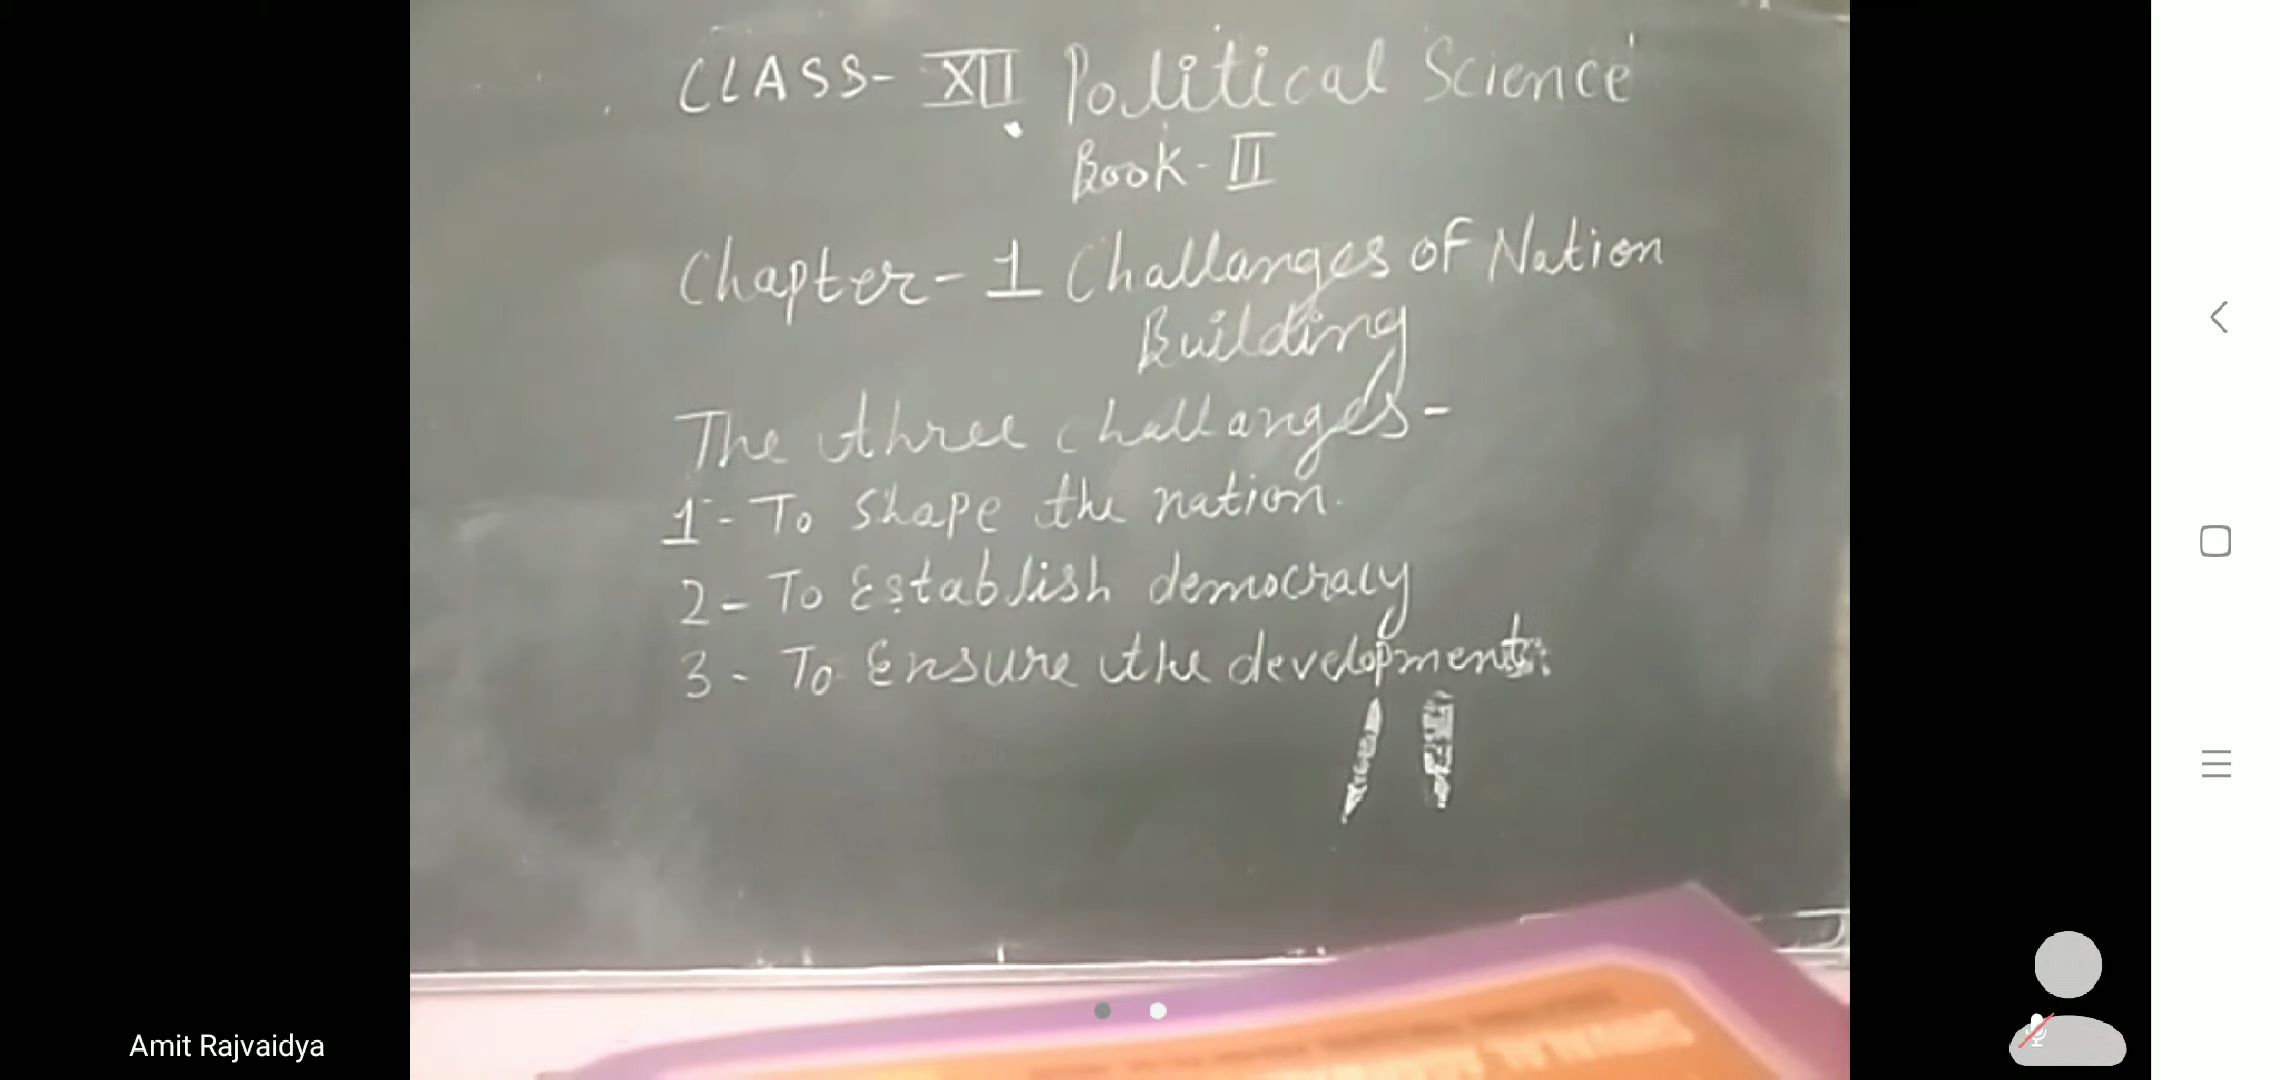 CLASS- XII Political Science
Book - II
Chapter - 1 Challanges of Nation
Building
The three challanges -
1 - To shape the nation.
2 - To Establish democracy
3 - To Ensure the development.
Amit Rajvaidya